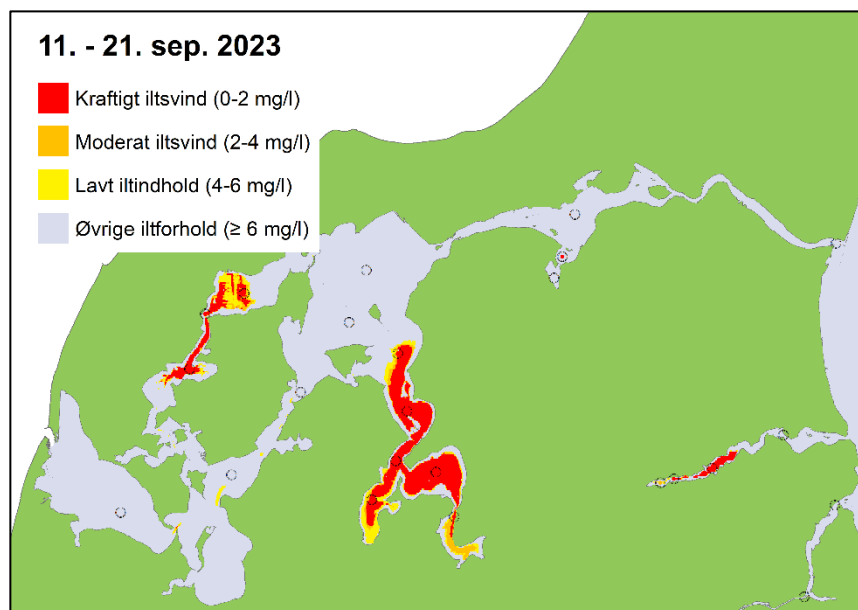 11. - 21. sep. 2023
Kraftigt iltsvind (0-2 mg/l)
Moderat iltsvind (2-4 mg/l)
Lavt iltindhold (4-6 mg/l)
Øvrige iltforhold (≥ 6 mg/l)